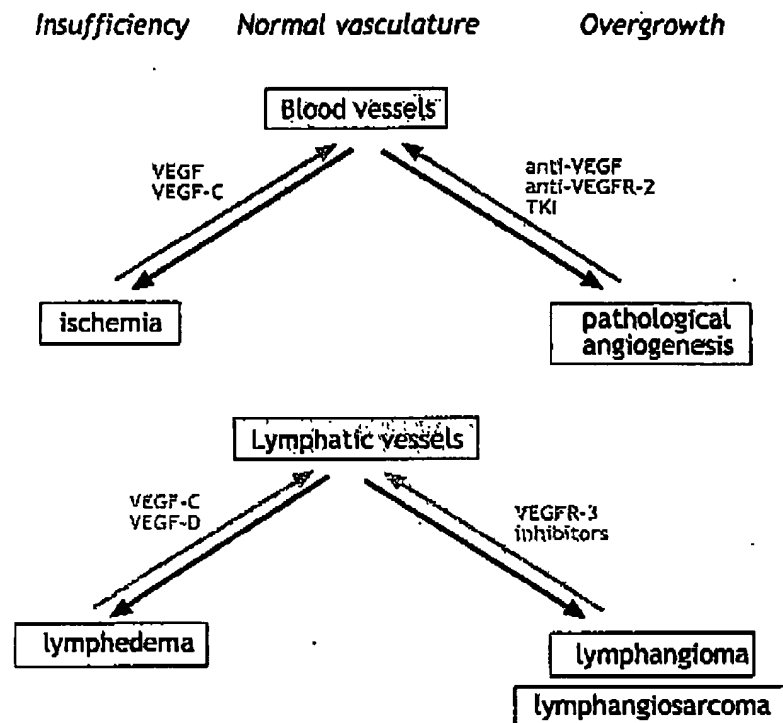 Insufficiency Normal vasculature Overgrowth
Blood vessels
VEGF
VEGF-C
anti-VEGF
anti-VEGFR-2
TKI
ischemia
pathological
angiogenesis
Lymphatic vessels
VEGF-C
VEGF-D
VEGFR-3
inhibitors
lymphedema
lymphangioma
lymphangiosarcoma